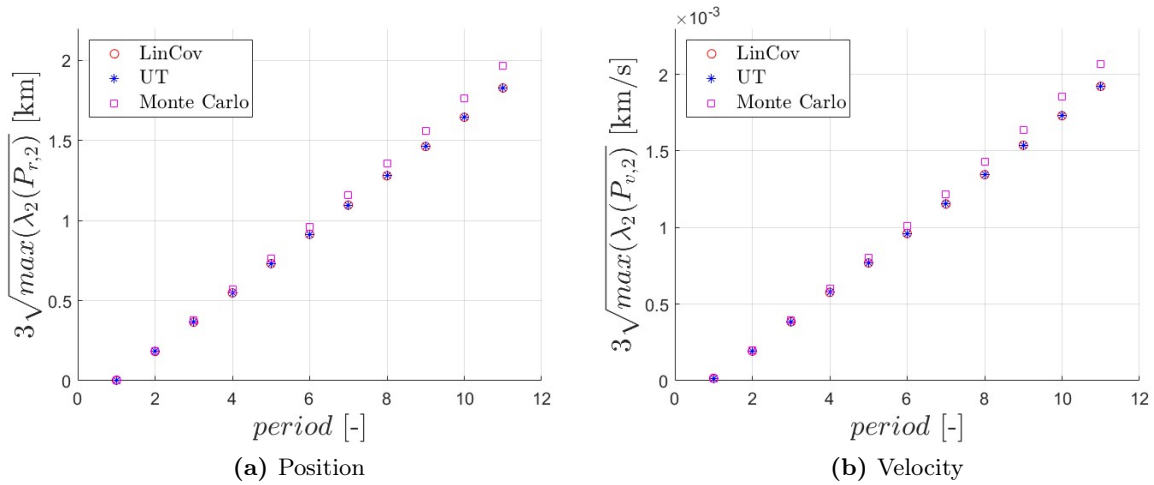 2
1.5
1
0.5
0
0 2 4 6 8 10 12
3√max(λ₂(P_{r,2})) [km]
period [-]
LinCov
UT
Monte Carlo
(a) Position
×10⁻³
2
1.5
1
0.5
0
0 2 4 6 8 10 12
3√max(λ₂(P_{v,2})) [km/s]
period [-]
LinCov
UT
Monte Carlo
(b) Velocity